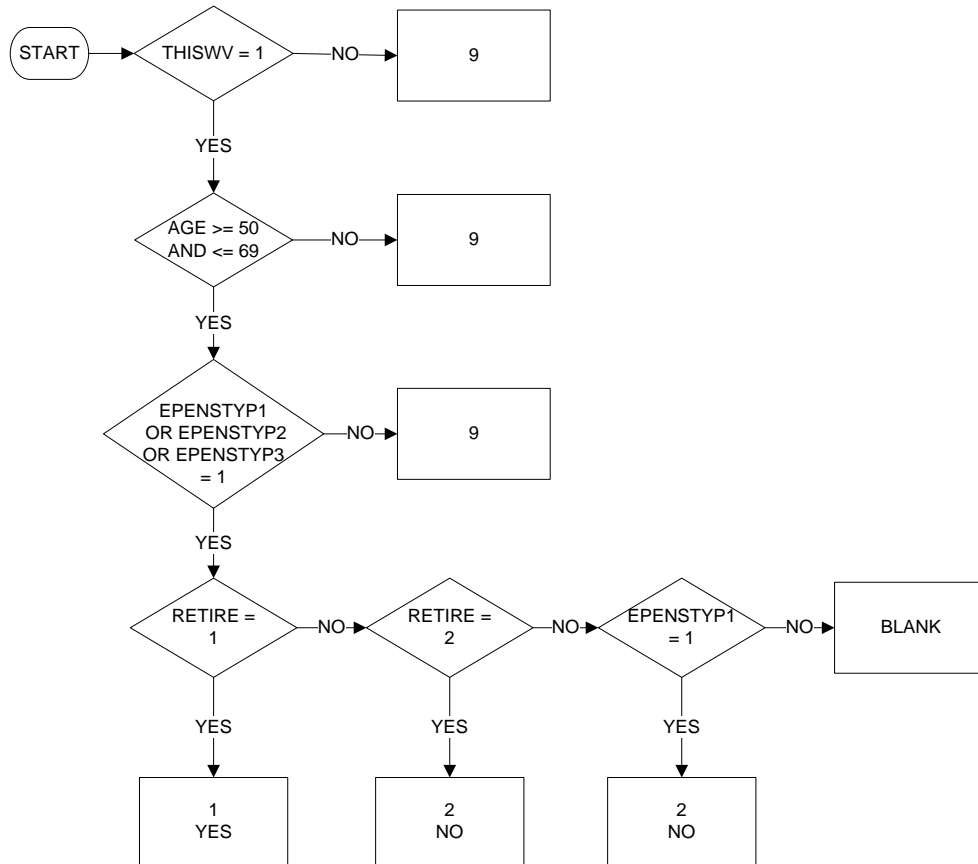 START
THISWV = 1
NO
9
YES
AGE >= 50
AND <= 69
NO
9
YES
EPENSTYP1
OR EPENSTYP2
OR EPENSTYP3
= 1
NO
9
YES
RETIRE =
1
NO
RETIRE =
2
NO
EPENSTYP1
= 1
NO
BLANK
YES
YES
YES
1
YES
2
NO
2
NO